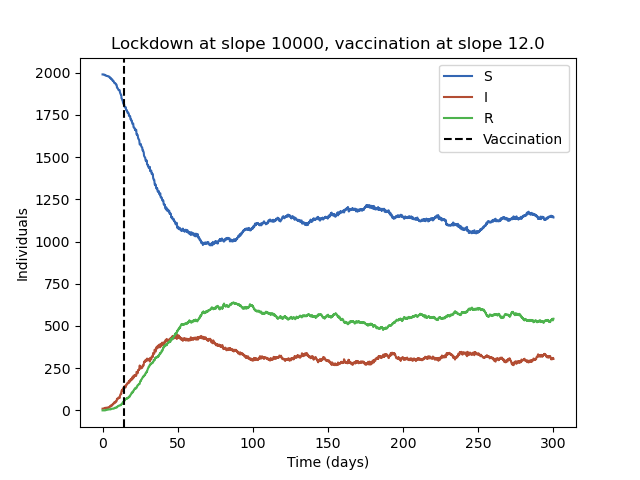 Lockdown at slope 10000, vaccination at slope 12.0
S
I
R
Vaccination
Individuals
2000
1750
1500
1250
1000
750
500
250
0
0 50 100 150 200 250 300
Time (days)